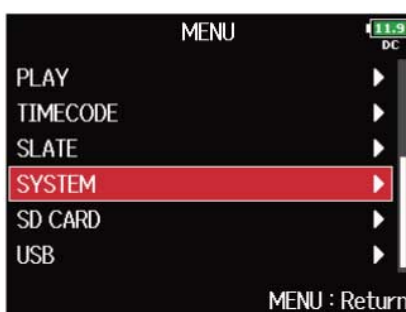 MENU
11.9
DC
PLAY
TIMECODE
SLATE
SYSTEM
SD CARD
USB
MENU : Return